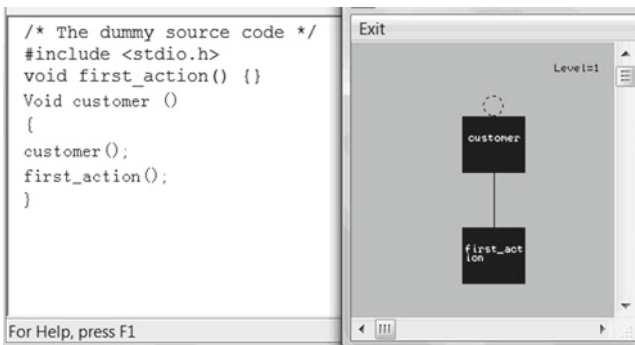 /* The dummy source code */
#include <stdio.h>
void first_action() {}
Void customer ()
{
customer();
first_action();
}
For Help, press F1
Exit
Level=1
customer
first_act
ion